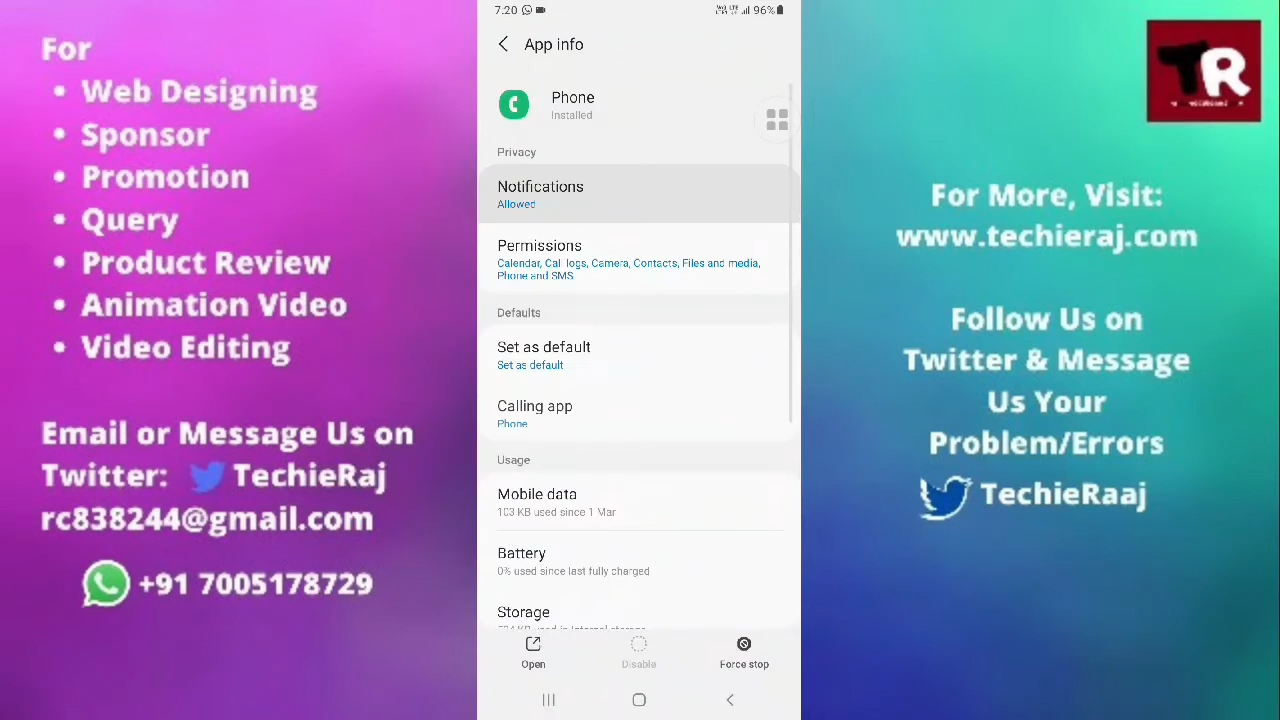 For
• Web Designing
• Sponsor
• Promotion
• Query
• Product Review
• Animation Video
• Video Editing
Email or Message Us on
Twitter: TechieRaj
rc838244@gmail.com
+91 7005178729
7:20
96%
App info
Phone
Installed
Privacy
Notifications
Allowed
Permissions
Calendar, Call logs, Camera, Contacts, Files and media,
Phone and SMS
Defaults
Set as default
Set as default
Calling app
Phone
Usage
Mobile data
103 KB used since 1 Mar
Battery
0% used since last fully charged
Storage
Open
Disable
Force stop
TR
For More, Visit:
www.techieraj.com
Follow Us on
Twitter & Message
Us Your
Problem/Errors
TechieRaaj